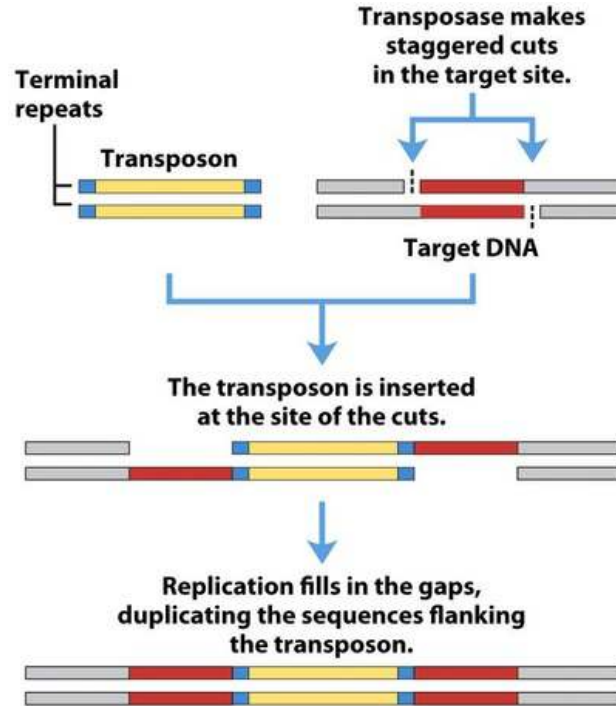 Transposase makes
staggered cuts
in the target site.
Terminal
repeats
Transposon
Target DNA
The transposon is inserted
at the site of the cuts.
Replication fills in the gaps,
duplicating the sequences flanking
the transposon.